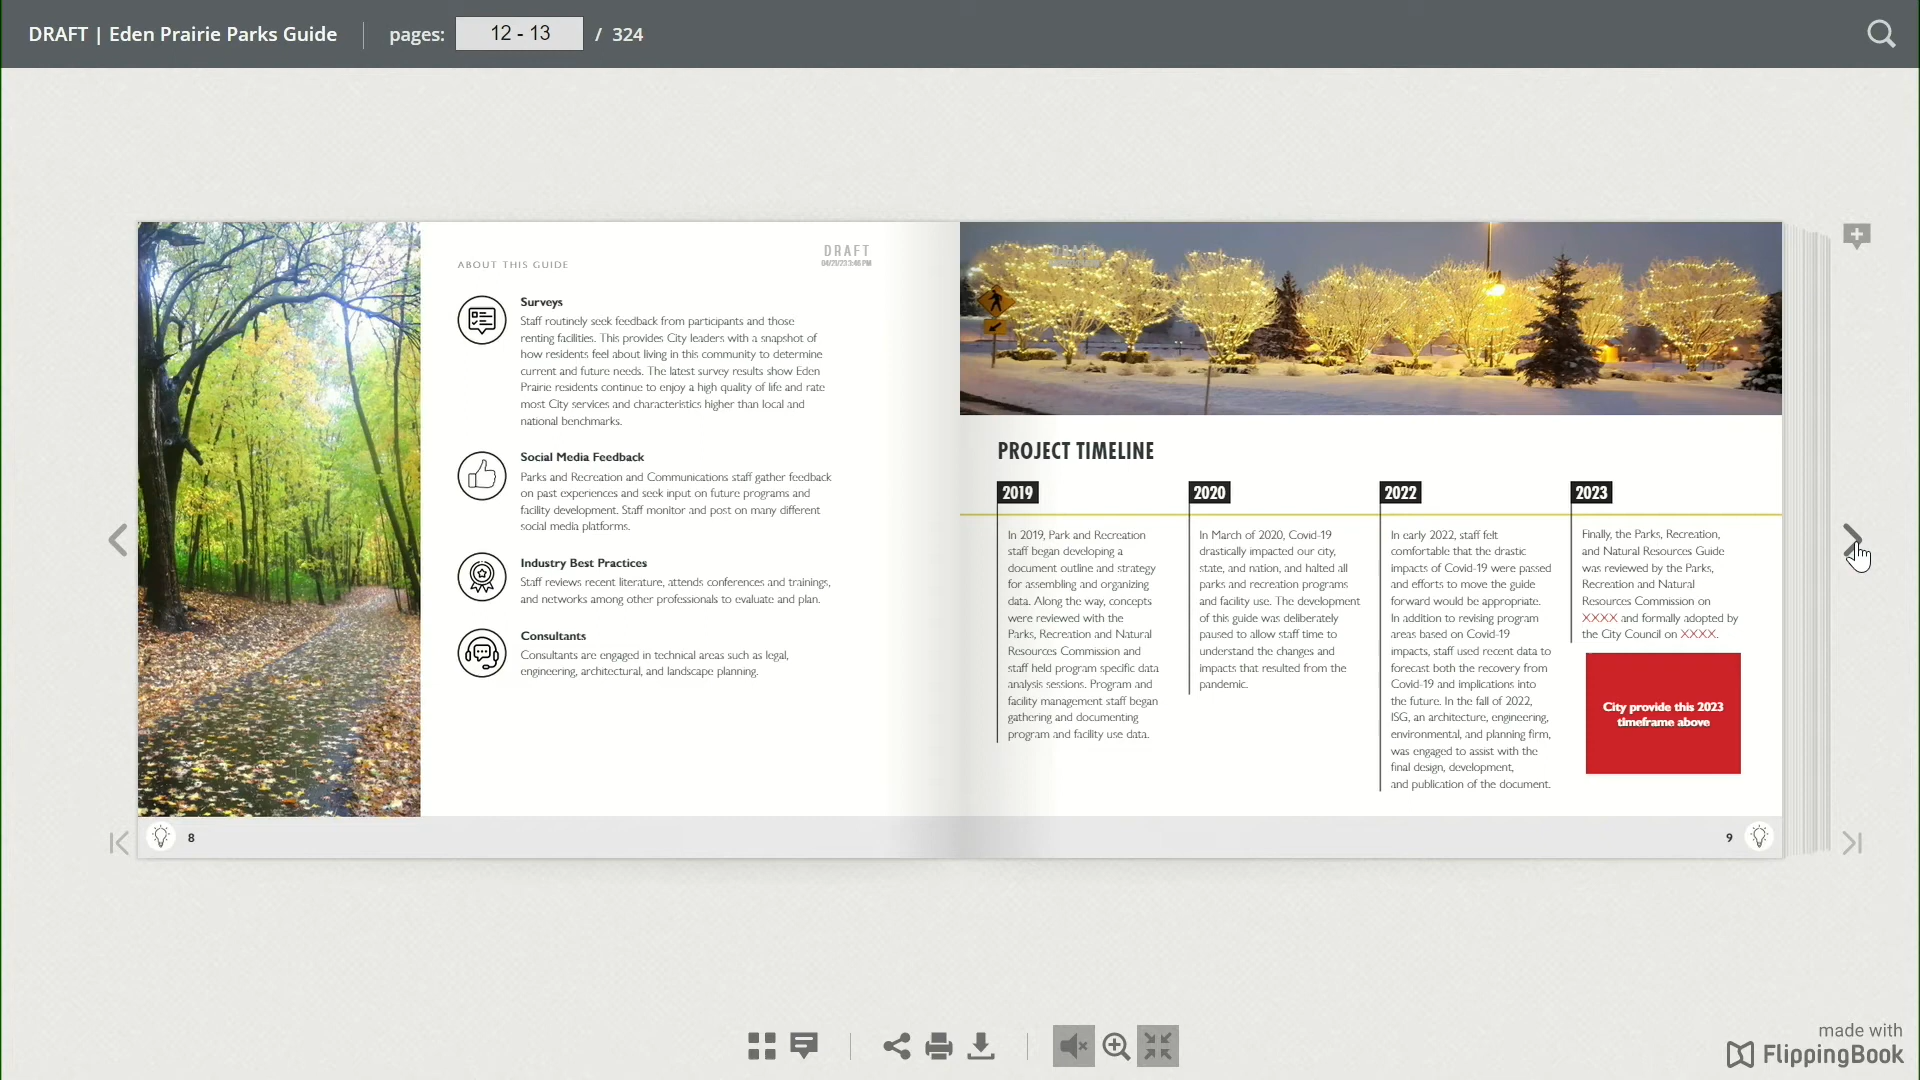 DRAFT | Eden Prairie Parks Guide
pages:
12 - 13
/ 324
ABOUT THIS GUIDE
DRAFT
04/21/23 3:46 PM
Surveys
Staff routinely seek feedback from participants and those
renting facilities. This provides City leaders with a snapshot of
how residents feel about living in this community to determine
current and future needs. The latest survey results show Eden
Prairie residents continue to enjoy a high quality of life and rate
most City services and characteristics higher than local and
national benchmarks.
Social Media Feedback
Parks and Recreation and Communications staff gather feedback
on past experiences and seek input on future programs and
facility development. Staff monitor and post on many different
social media platforms.
Industry Best Practices
Staff reviews recent literature, attends conferences and trainings,
and networks among other professionals to evaluate and plan.
Consultants
Consultants are engaged in technical areas such as legal,
engineering, architectural, and landscape planning.
8
DRAFT
PROJECT TIMELINE
2019
In 2019, Park and Recreation
staff began developing a
document outline and strategy
for assembling and organizing
data. Along the way, concepts
were reviewed with the
Parks, Recreation and Natural
Resources Commission and
staff held program specific data
analysis sessions. Program and
facility management staff began
gathering and documenting
program and facility use data.
2020
In March of 2020, Covid-19
drastically impacted our city,
state, and nation, and halted all
parks and recreation programs
and facility use. The development
of this guide was deliberately
paused to allow staff time to
understand the changes and
impacts that resulted from the
pandemic.
2022
In early 2022, staff felt
comfortable that the drastic
impacts of Covid-19 were passed
and efforts to move the guide
forward would be appropriate.
In addition to revising program
areas based on Covid-19
impacts, staff used recent data to
forecast both the recovery from
Covid-19 and implications into
the future. In the fall of 2022,
ISG, an architecture, engineering,
environmental, and planning firm,
was engaged to assist with the
final design, development,
and publication of the document.
2023
Finally, the Parks, Recreation,
and Natural Resources Guide
was reviewed by the Parks,
Recreation and Natural
Resources Commission on
XXXX and formally adopted by
the City Council on XXXX.
City provide this 2023
timeframe above
9
made with
FlippingBook